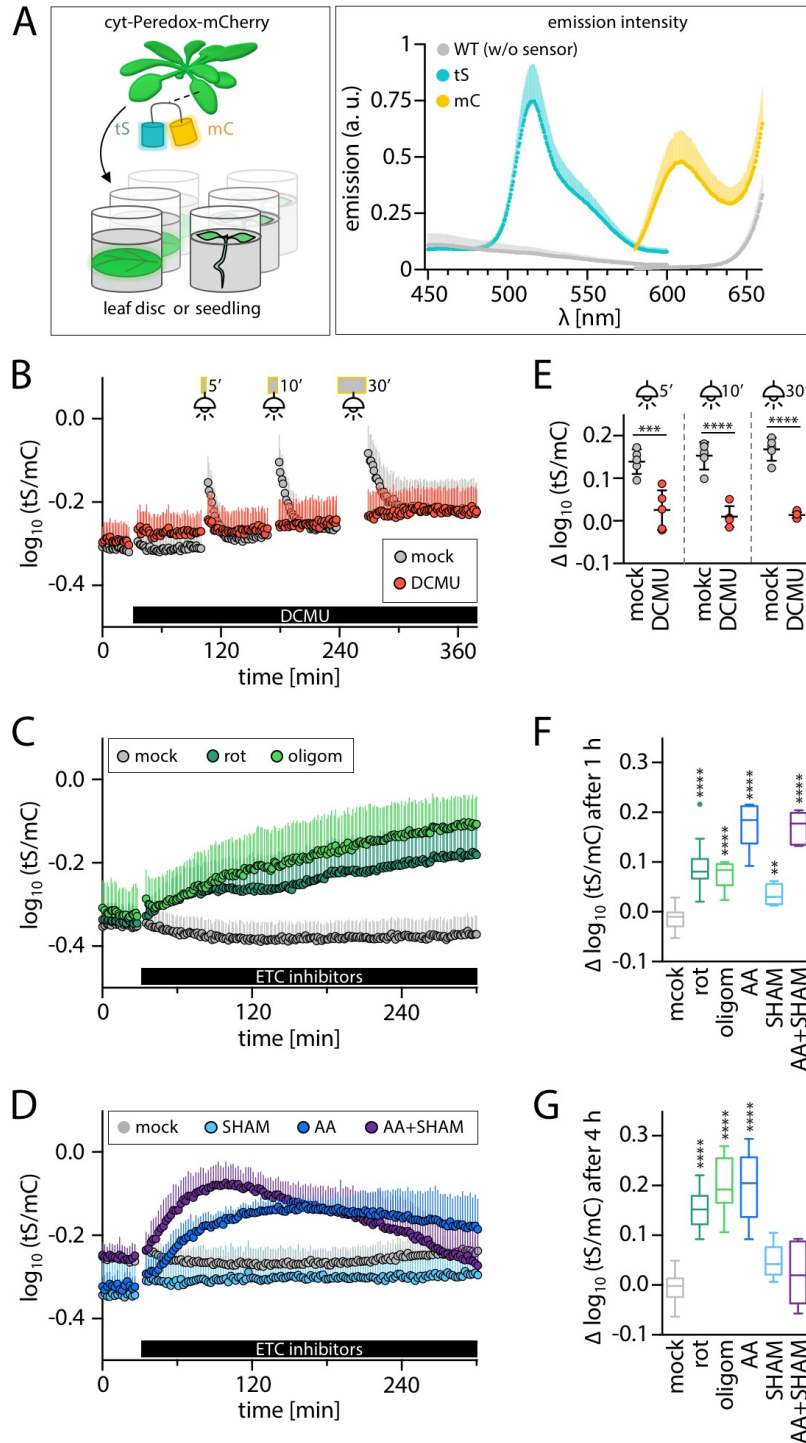 A
cyt-Peredox-mCherry
tS
mC
leaf disc or seedling
emission intensity
WT (w/o sensor)
tS
mC
emission (a. u.)
1
0.75
0.5
0.25
0
450
500
550
600
650
λ [nm]
B
5’
10’
30’
log10 (tS/mC)
0.0
-0.2
-0.4
mock
DCMU
DCMU
0
120
240
360
time [min]
E
5’
10’
30’
Δ log10 (tS/mC)
0.2
0.1
0.0
-0.1
***
****
****
mock
DCMU
mokc
DCMU
mock
DCMU
C
mock
rot
oligom
log10 (tS/mC)
0.0
-0.2
-0.4
ETC inhibitors
0
120
240
time [min]
F
Δ log10 (tS/mC) after 1 h
0.3
0.2
0.1
0.0
-0.1
****
****
****
**
****
mcok
rot
oligom
AA
SHAM
AA+SHAM
D
mock
SHAM
AA
AA+SHAM
log10 (tS/mC)
0.0
-0.2
-0.4
ETC inhibitors
0
120
240
time [min]
G
Δ log10 (tS/mC) after 4 h
0.3
0.2
0.1
0.0
-0.1
****
****
****
mock
rot
oligom
AA
SHAM
AA+SHAM